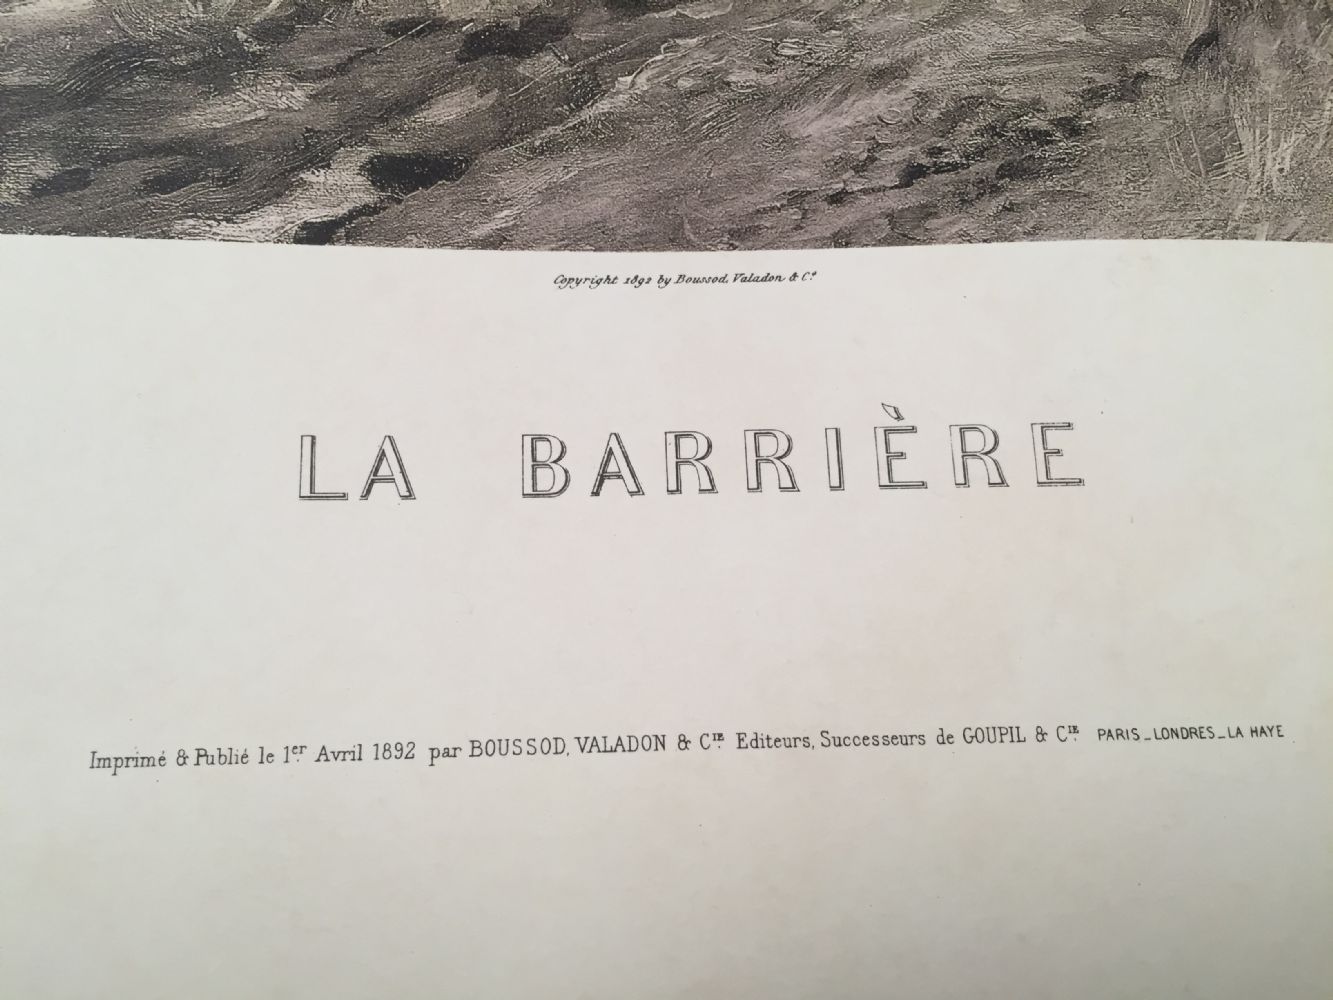 Copyright 1892 by Boussod, Valadon & Cº
LA BARRIÈRE
Imprimé & Publié le 1er Avril 1892 par BOUSSOD, VALADON & CIE Editeurs, Successeurs de GOUPIL & CIE PARIS_LONDRES_LA HAYE